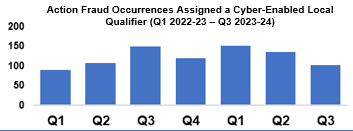 Action Fraud Occurrences Assigned a Cyber-Enabled Local
Qualifier (Q1 2022-23 – Q3 2023-24)
200
150
100
50
0
Q1 Q2 Q3 Q4 Q1 Q2 Q3